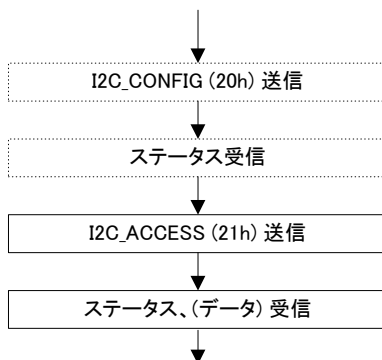 I2C_CONFIG (20h) 送信
ステータス受信
I2C_ACCESS (21h) 送信
ステータス、(データ) 受信